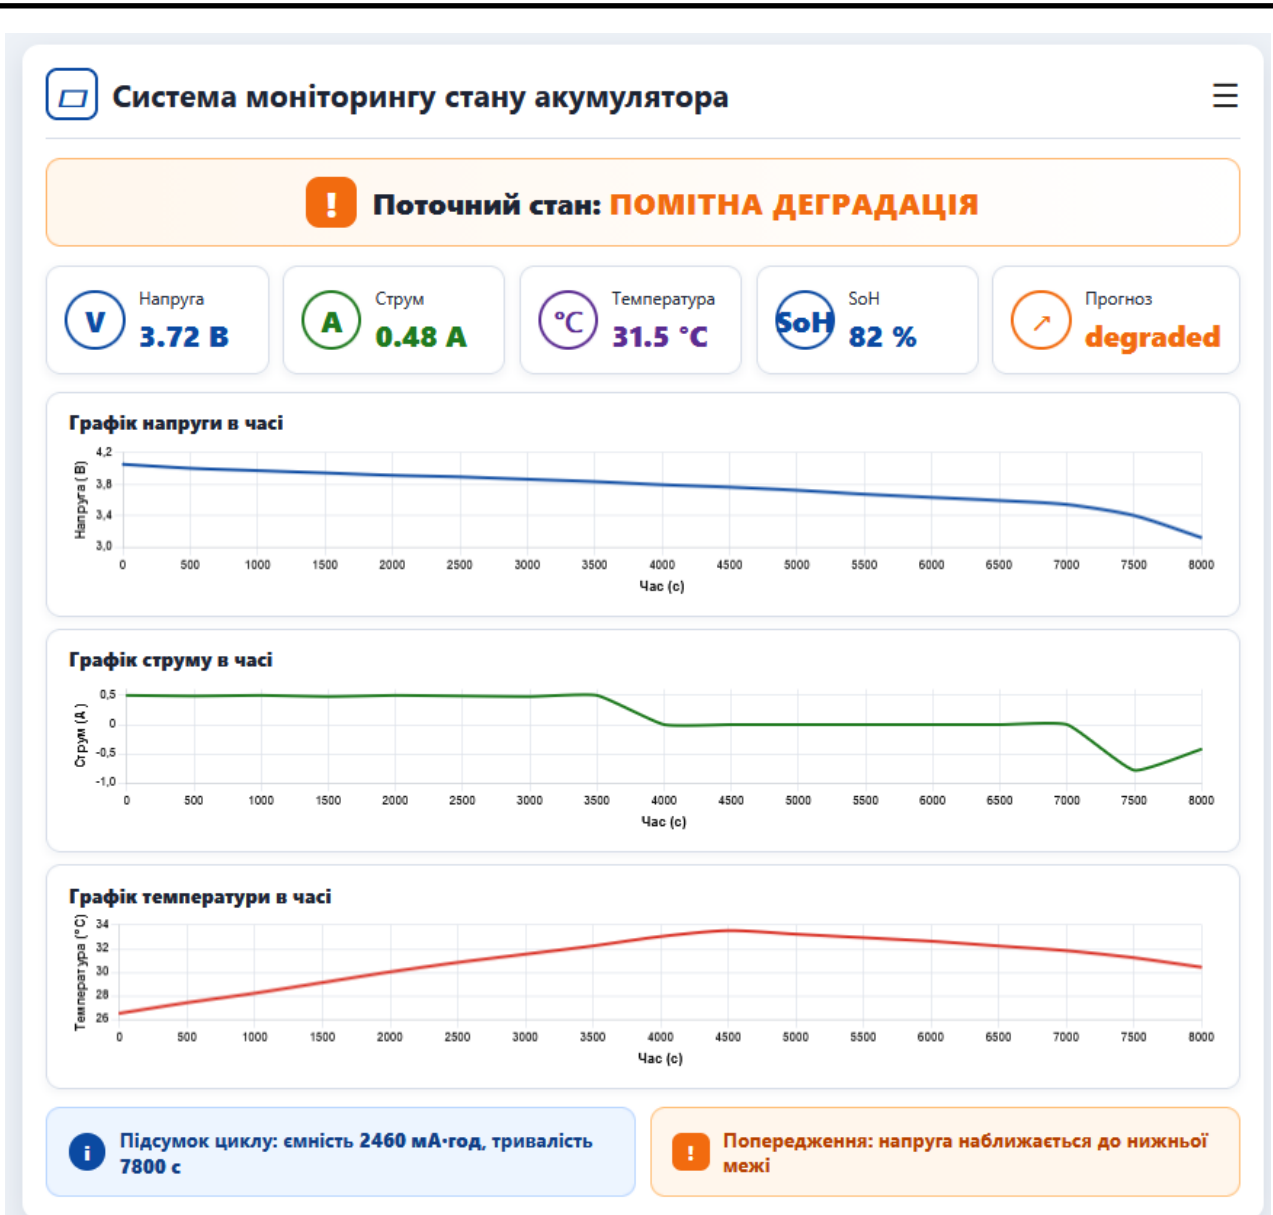 Система моніторингу стану акумулятора
☰
! Поточний стан: ПОМІТНА ДЕГРАДАЦІЯ
V Напруга
3.72 В
A Струм
0.48 А
°C Температура
31.5 °C
SoH SoH
82 %
↗ Прогноз
degraded
Графік напруги в часі
Напруга (В)
4,2
3,8
3,4
3,0
0 500 1000 1500 2000 2500 3000 3500 4000 4500 5000 5500 6000 6500 7000 7500 8000
Час (с)
Графік струму в часі
Струм (А)
0,5
0
-0,5
-1,0
0 500 1000 1500 2000 2500 3000 3500 4000 4500 5000 5500 6000 6500 7000 7500 8000
Час (с)
Графік температури в часі
Температура (°C)
34
32
30
28
26
0 500 1000 1500 2000 2500 3000 3500 4000 4500 5000 5500 6000 6500 7000 7500 8000
Час (с)
i Підсумок циклу: ємність 2460 мА·год, тривалість
7800 с
! Попередження: напруга наближається до нижньої
межі